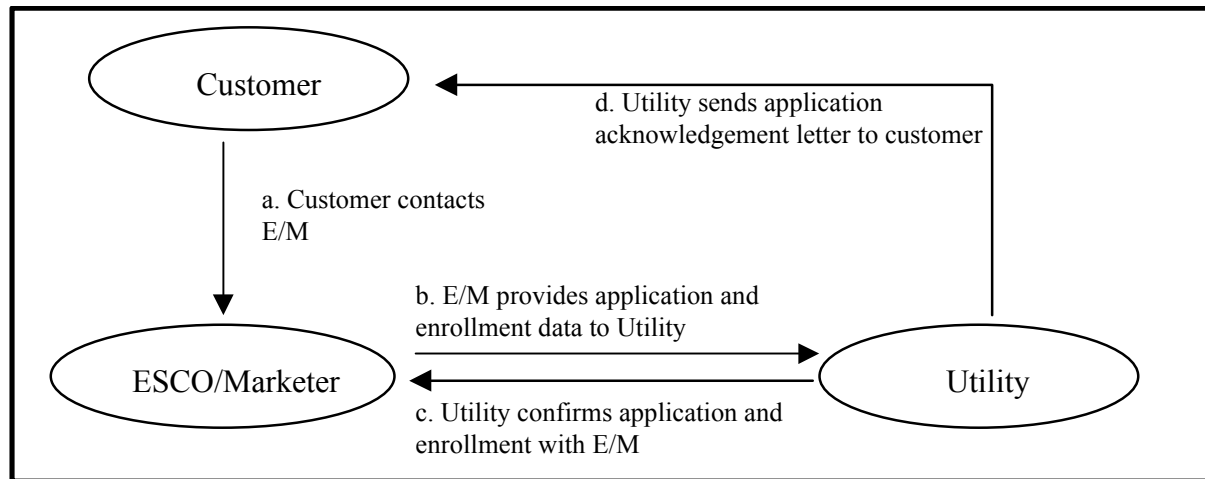 Customer
d. Utility sends application
acknowledgement letter to customer
a. Customer contacts
E/M
b. E/M provides application and
enrollment data to Utility
ESCO/Marketer
Utility
c. Utility confirms application and
enrollment with E/M